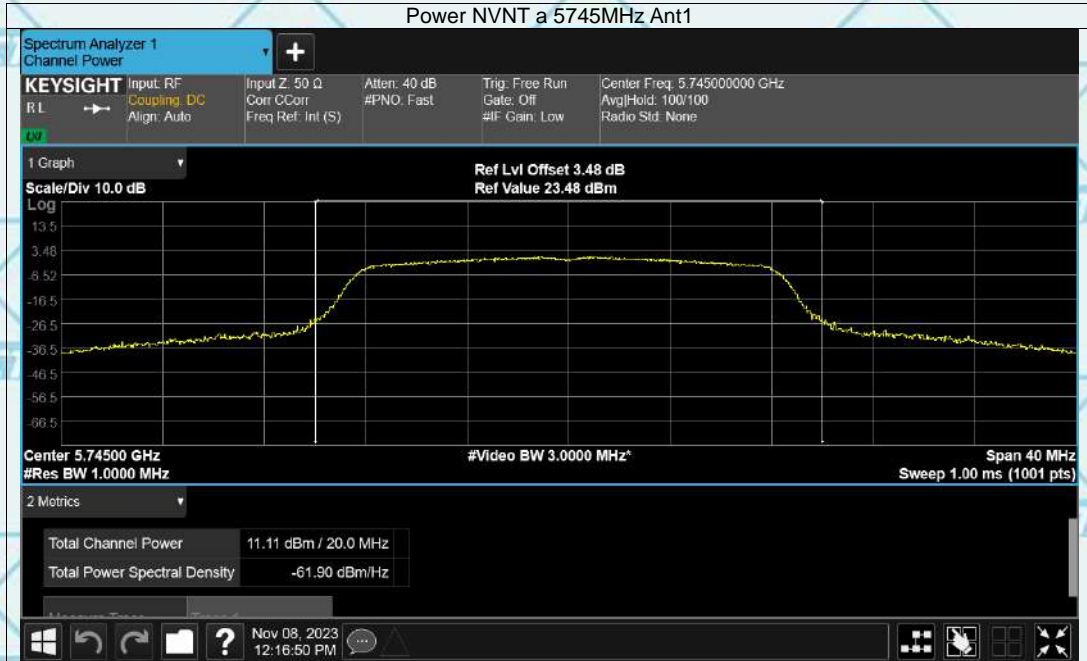 Power NVNT a 5745MHz Ant1
Spectrum Analyzer 1
Channel Power
+
KEYSIGHT
Input: RF
Coupling: DC
Align: Auto
R L
LXI
Input Z: 50 Ω
Corr CCorr
Freq Ref: Int (S)
Atten: 40 dB
#PNO: Fast
Trig: Free Run
Gate: Off
#IF Gain: Low
Center Freq: 5.745000000 GHz
Avg|Hold: 100/100
Radio Std: None
1 Graph
Scale/Div 10.0 dB
Ref Lvl Offset 3.48 dB
Ref Value 23.48 dBm
Log
13.5
3.48
-6.52
-16.5
-26.5
-36.5
-46.5
-56.5
-66.5
Center 5.74500 GHz
#Res BW 1.0000 MHz
#Video BW 3.0000 MHz*
Span 40 MHz
Sweep 1.00 ms (1001 pts)
2 Metrics
Total Channel Power 11.11 dBm / 20.0 MHz
Total Power Spectral Density -61.90 dBm/Hz
?
Nov 08, 2023
12:16:50 PM